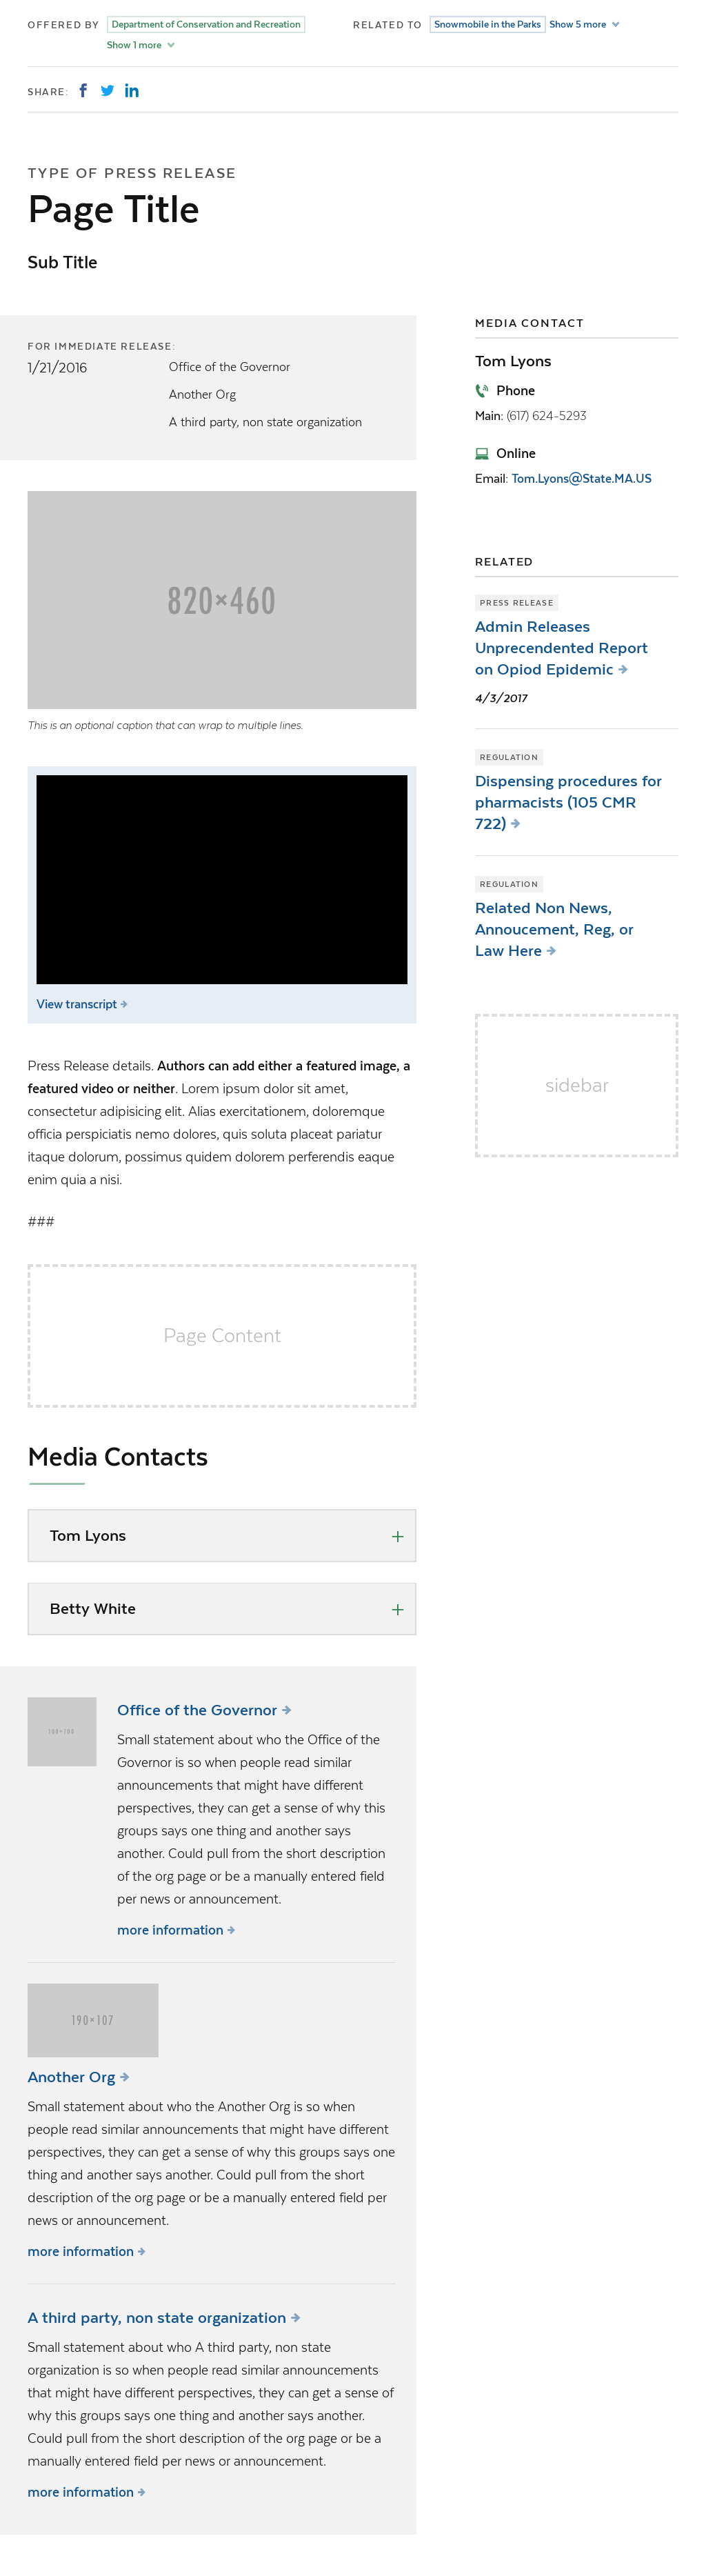 OFFERED BY Department of Conservation and Recreation
Show 1 more
RELATED TO Snowmobile in the Parks Show 5 more
SHARE:
TYPE OF PRESS RELEASE
Page Title
Sub Title
FOR IMMEDIATE RELEASE:
1/21/2016
Office of the Governor
Another Org
A third party, non state organization
820×460
This is an optional caption that can wrap to multiple lines.
View transcript
Press Release details. Authors can add either a featured image, a
featured video or neither. Lorem ipsum dolor sit amet,
consectetur adipisicing elit. Alias exercitationem, doloremque
officia perspiciatis nemo dolores, quis soluta placeat pariatur
itaque dolorum, possimus quidem dolorem perferendis eaque
enim quia a nisi.
###
Page Content
Media Contacts
Tom Lyons
Betty White
Office of the Governor
Small statement about who the Office of the
Governor is so when people read similar
announcements that might have different
perspectives, they can get a sense of why this
groups says one thing and another says
another. Could pull from the short description
of the org page or be a manually entered field
per news or announcement.
more information
190×107
Another Org
Small statement about who the Another Org is so when
people read similar announcements that might have different
perspectives, they can get a sense of why this groups says one
thing and another says another. Could pull from the short
description of the org page or be a manually entered field per
news or announcement.
more information
A third party, non state organization
Small statement about who A third party, non state
organization is so when people read similar announcements
that might have different perspectives, they can get a sense of
why this groups says one thing and another says another.
Could pull from the short description of the org page or be a
manually entered field per news or announcement.
more information
MEDIA CONTACT
Tom Lyons
Phone
Main: (617) 624-5293
Online
Email: Tom.Lyons@State.MA.US
RELATED
PRESS RELEASE
Admin Releases
Unprecendented Report
on Opiod Epidemic
4/3/2017
REGULATION
Dispensing procedures for
pharmacists (105 CMR
722)
REGULATION
Related Non News,
Annoucement, Reg, or
Law Here
sidebar